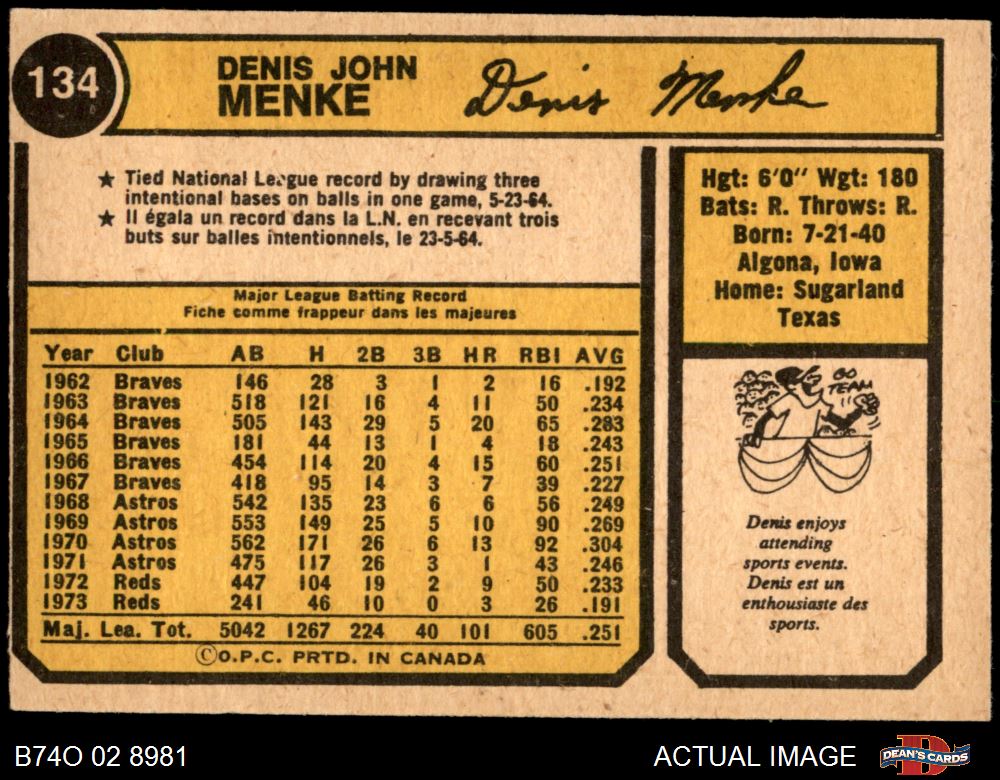 134
DENIS JOHN
MENKE
Denis Menke
★ Tied National League record by drawing three
intentional bases on balls in one game, 5-23-64.
★ Il égala un record dans la L.N. en recevant trois
buts sur balles intentionnels, le 23-5-64.
Major League Batting Record
Fiche comme frappeur dans les majeures
Year Club AB H 2B 3B HR RBI AVG
1962 Braves 146 28 3 1 2 16 .192
1963 Braves 518 121 16 4 11 50 .234
1964 Braves 505 143 29 5 20 65 .283
1965 Braves 181 44 13 1 4 18 .243
1966 Braves 454 114 20 4 15 60 .251
1967 Braves 418 95 14 3 7 39 .227
1968 Astros 542 135 23 6 6 56 .249
1969 Astros 553 149 25 5 10 90 .269
1970 Astros 562 171 26 6 13 92 .304
1971 Astros 475 117 26 3 1 43 .246
1972 Reds 447 104 19 2 9 50 .233
1973 Reds 241 46 10 0 3 26 .191
Maj. Lea. Tot. 5042 1267 224 40 101 605 .251
©O.P.C. PRTD. IN CANADA
Hgt: 6'0" Wgt: 180
Bats: R. Throws: R.
Born: 7-21-40
Algona, Iowa
Home: Sugarland
Texas
GO
TEAM
Denis enjoys
attending
sports events.
Denis est un
enthousiaste des
sports.
B74O 02 8981
ACTUAL IMAGE
DEAN'S CARDS